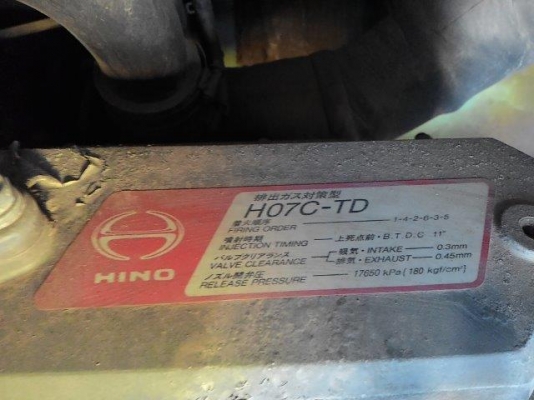 排出ガス対策型
H07C-TD
着火順序
FIRING ORDER 1-4-2-6-3-5
噴射時期
INJECTION TIMING 上死点前・B.T.D.C 11°
バルブクリアランス 吸気・INTAKE 0.3mm
VALVE CLEARANCE 排気・EXHAUST 0.45mm
ノズル開弁圧
RELEASE PRESSURE 17650 kPa{180 kgf/cm²}
HINO